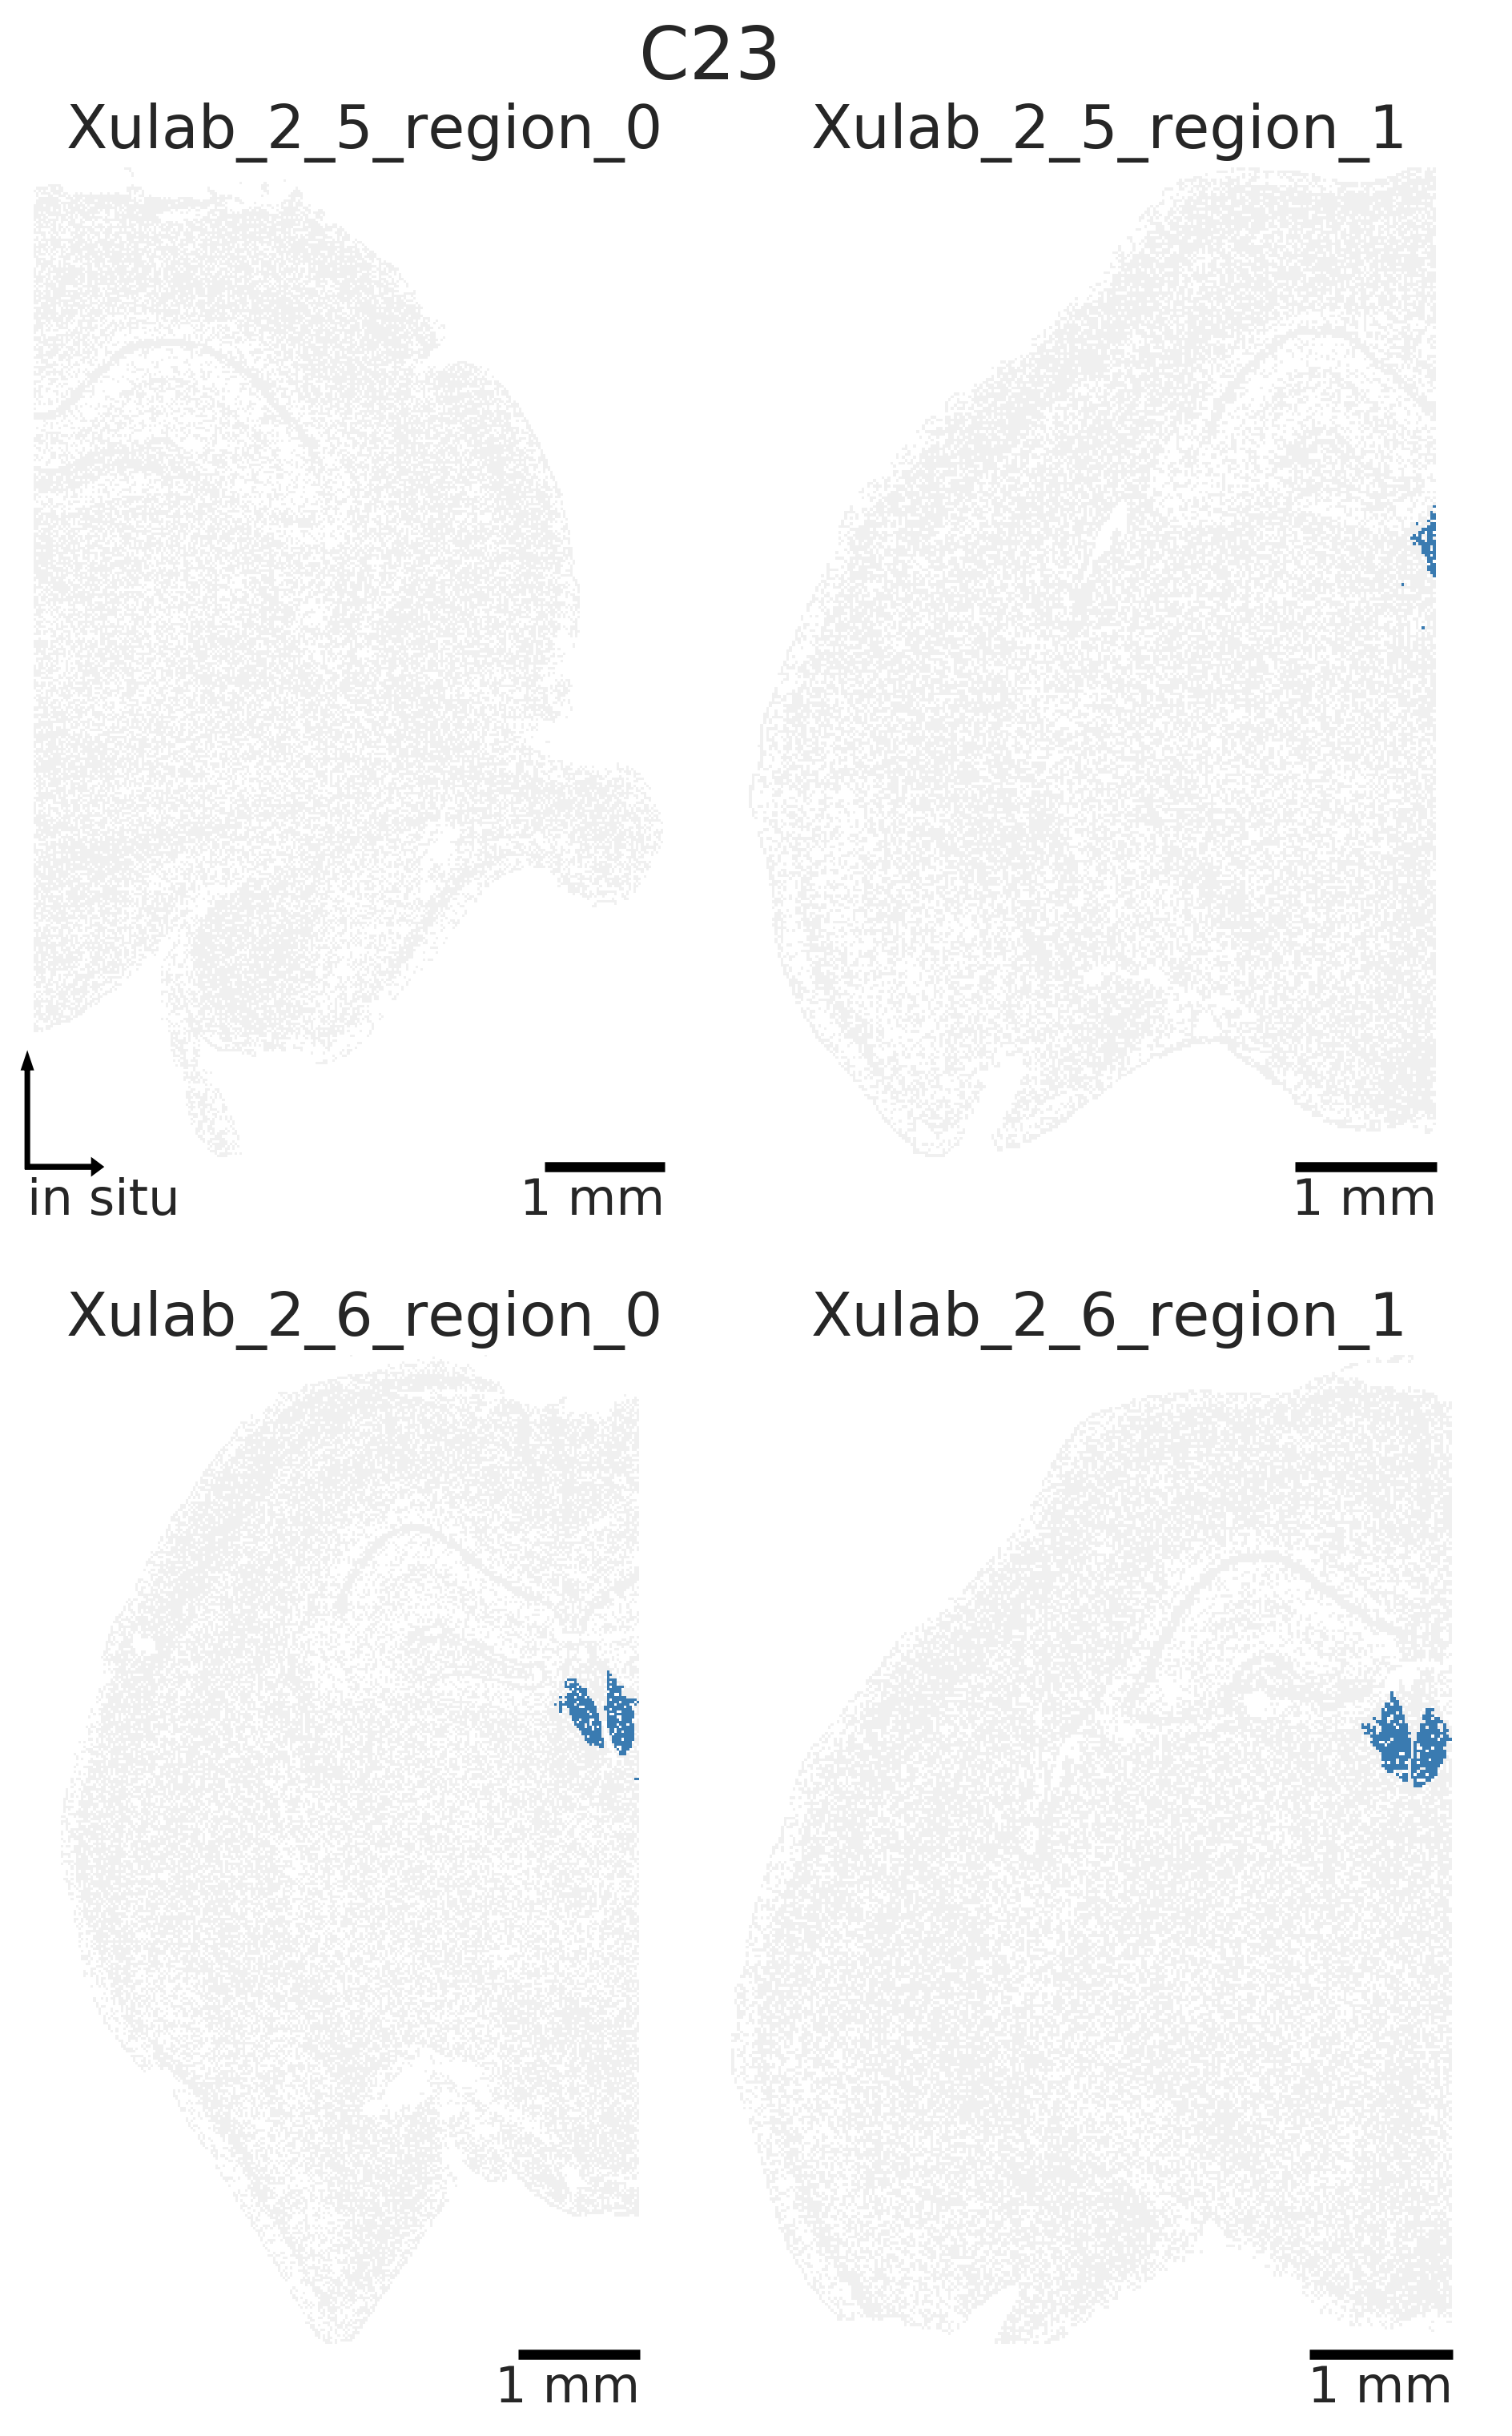 C23
Xulab_2_5_region_0
Xulab_2_5_region_1
in situ
1 mm
1 mm
Xulab_2_6_region_0
Xulab_2_6_region_1
1 mm
1 mm